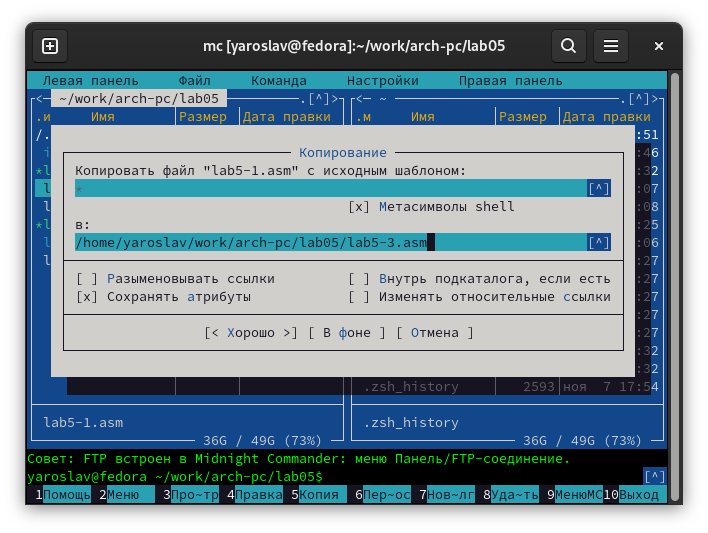 mc [yaroslav@fedora]:~/work/arch-pc/lab05
Левая панель Файл Команда Настройки Правая панель
<─ ~/work/arch-pc/lab05 .[^]> <─ ~ .[^]>
.и Имя Размер Дата правки .м Имя Размер Дата правки
/. :51
Копирование
Копировать файл "lab5-1.asm" с исходным шаблоном:
* [^]
[x] Метасимволы shell
в:
/home/yaroslav/work/arch-pc/lab05/lab5-3.asm [^]
[ ] Разыменовывать ссылки [ ] Внутрь подкаталога, если есть
[x] Сохранять атрибуты [ ] Изменять относительные ссылки
[< Хорошо >] [ В фоне ] [ Отмена ]
.zsh_history 2593 ноя 7 17:54
lab5-1.asm .zsh_history
36G / 49G (73%) 36G / 49G (73%)
Совет: FTP встроен в Midnight Commander: меню Панель/FTP-соединение.
yaroslav@fedora ~/work/arch-pc/lab05$ [^]
1Помощь 2Меню 3Про~тр 4Правка 5Копия 6Пер~ос 7Нов~лг 8Уда~ть 9МенюMC 10Выход